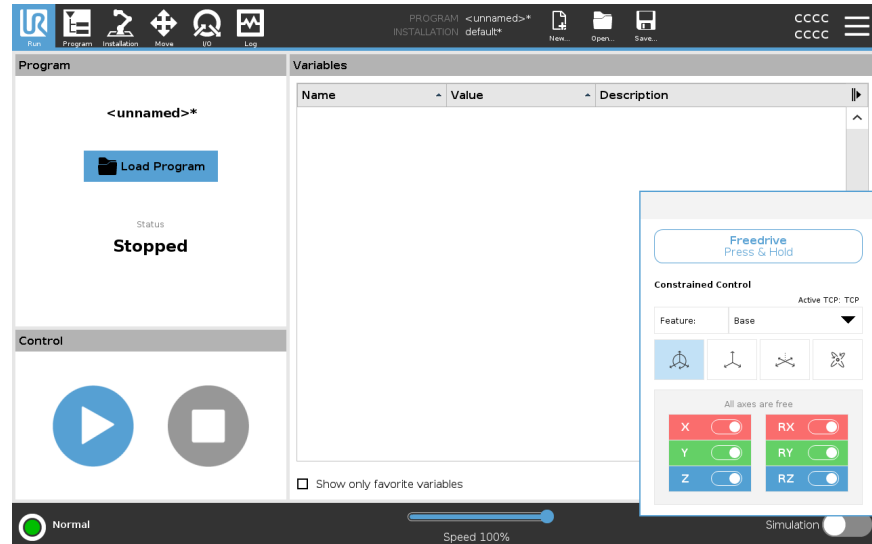 UR
Run
Program
Installation
Move
I/O
Log
PROGRAM <unnamed>*
INSTALLATION default*
New...
Open...
Save...
cccc
cccc
Program
<unnamed>*
Load Program
Status
Stopped
Control
Variables
Name
Value
Description
Show only favorite variables
Freedrive
Press & Hold
Constrained Control
Active TCP: TCP
Feature: Base
All axes are free
X RX
Y RY
Z RZ
Normal
Speed 100%
Simulation